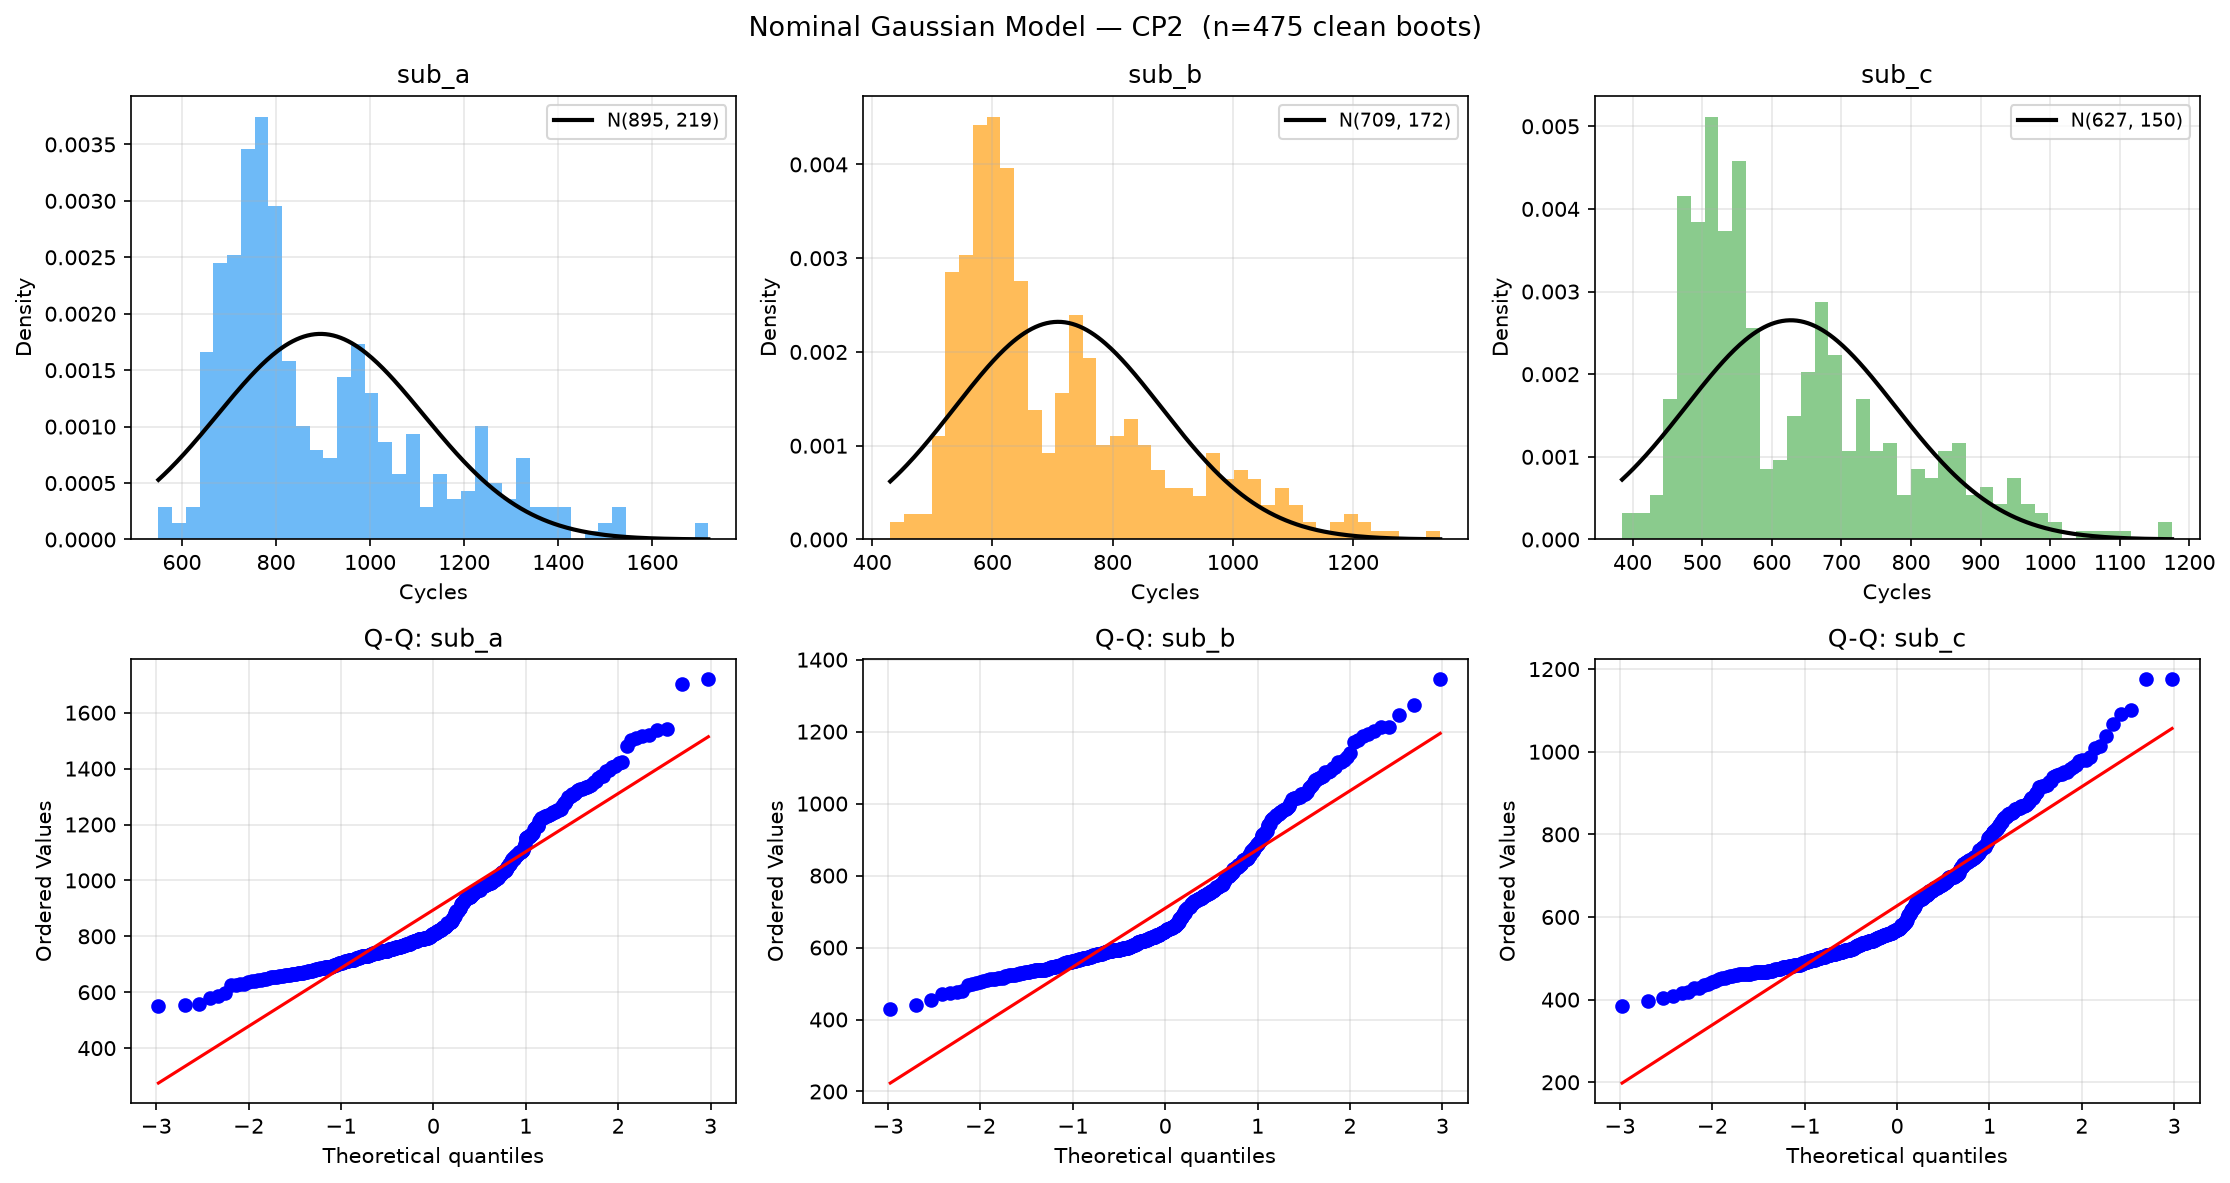 Nominal Gaussian Model — CP2  (n=475 clean boots)
sub_a
N(895, 219)
Density
0.0035
0.0030
0.0025
0.0020
0.0015
0.0010
0.0005
0.0000
600 800 1000 1200 1400 1600
Cycles
sub_b
N(709, 172)
Density
0.004
0.003
0.002
0.001
0.000
400 600 800 1000 1200
Cycles
sub_c
N(627, 150)
Density
0.005
0.004
0.003
0.002
0.001
0.000
400 500 600 700 800 900 1000 1100 1200
Cycles
Q-Q: sub_a
Ordered Values
1600
1400
1200
1000
800
600
400
−3 −2 −1 0 1 2 3
Theoretical quantiles
Q-Q: sub_b
Ordered Values
1400
1200
1000
800
600
400
200
−3 −2 −1 0 1 2 3
Theoretical quantiles
Q-Q: sub_c
Ordered Values
1200
1000
800
600
400
200
−3 −2 −1 0 1 2 3
Theoretical quantiles